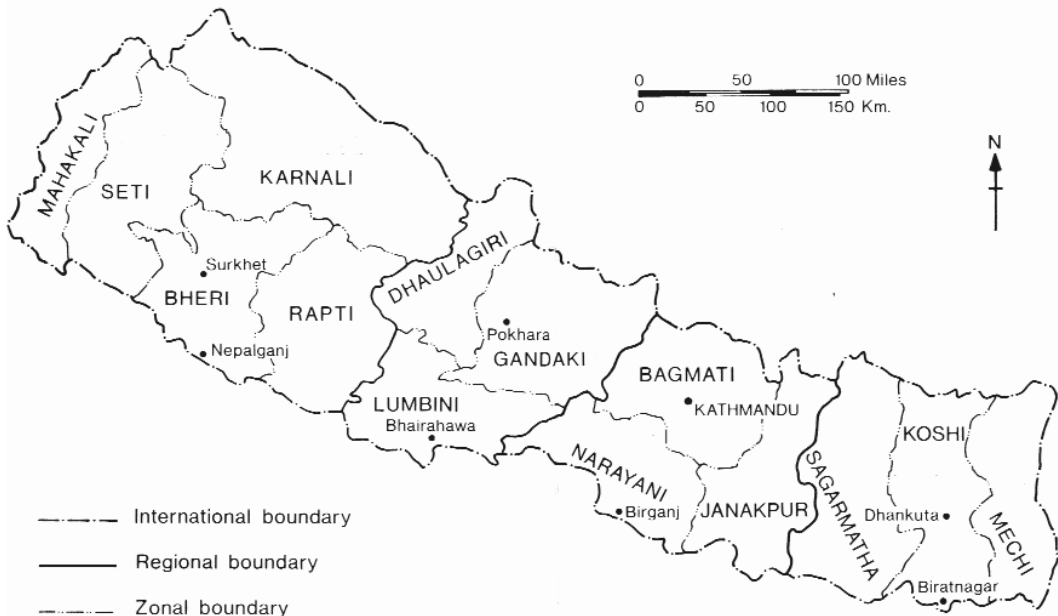 0 50 100 Miles
0 50 100 150 Km.
N
MAHAKALI
SETI
KARNALI
Surkhet
BHERI
RAPTI
Nepalganj
DHAULAGIRI
Pokhara
GANDAKI
LUMBINI
Bhairahawa
BAGMATI
KATHMANDU
NARAYANI
Birganj
JANAKPUR
SAGARMATHA
KOSHI
Dhankuta
MECHI
Biratnagar
International boundary
Regional boundary
Zonal boundary